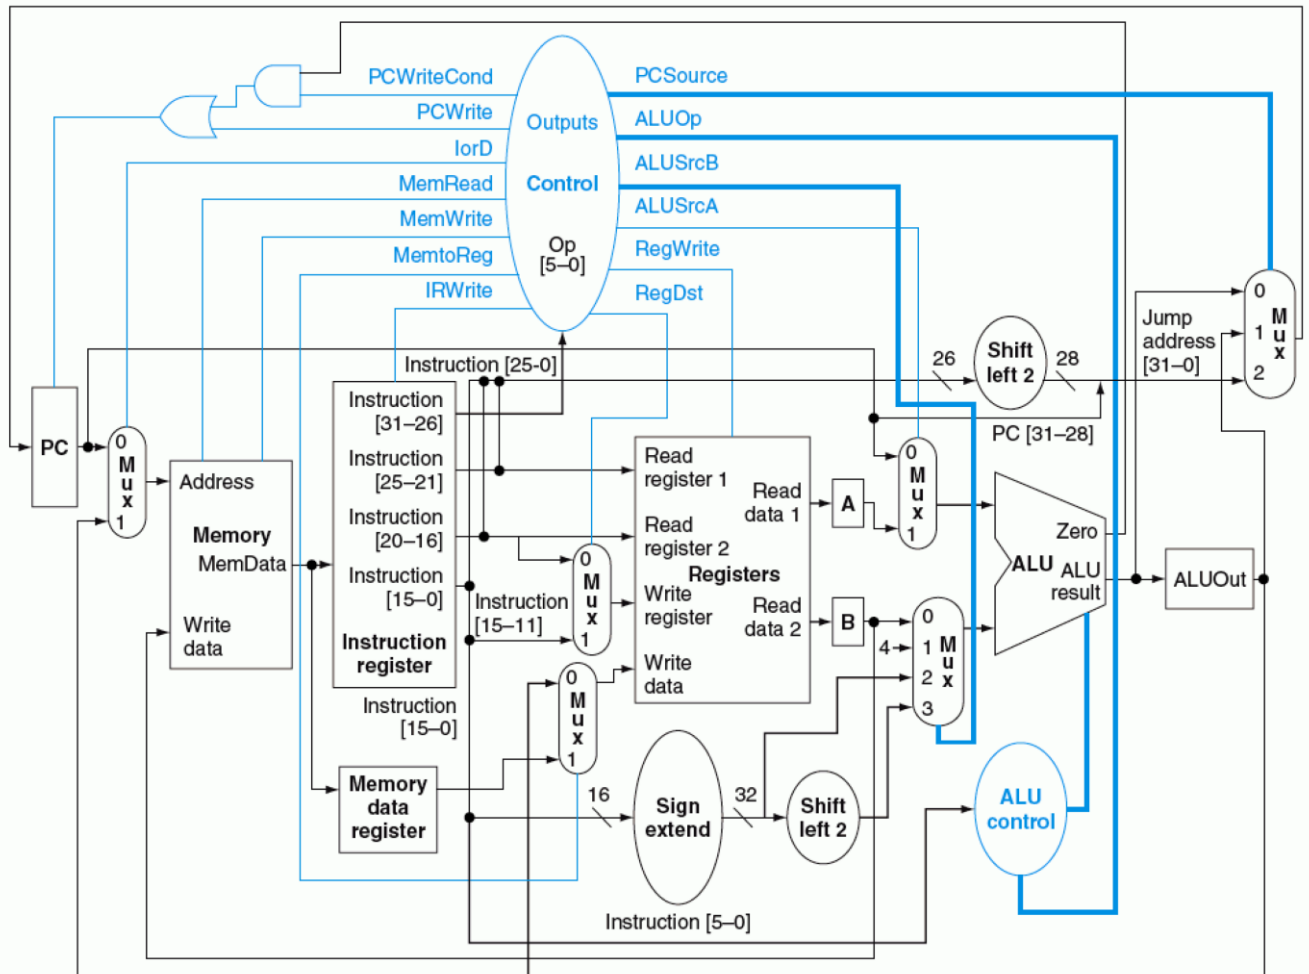 PCWriteCond
PCWrite
IorD
MemRead
MemWrite
MemtoReg
IRWrite
Outputs
Control
Op
[5–0]
PCSource
ALUOp
ALUSrcB
ALUSrcA
RegWrite
RegDst
PC
0
M
u
x
1
Address
Memory
MemData
Write
data
Instruction [25-0]
Instruction
[31–26]
Instruction
[25–21]
Instruction
[20–16]
Instruction
[15–0]
Instruction
register
Instruction
[15–0]
Memory
data
register
Instruction
[15–11]
0
M
u
x
1
0
M
u
x
1
Read
register 1
Read
register 2
Registers
Write
register
Write
data
Read
data 1
Read
data 2
A
B
16
Sign
extend
32
Shift
left 2
Instruction [5–0]
26
Shift
left 2
28
Jump
address
[31–0]
PC [31–28]
0
M
u
x
1
0
4
1
M
u
x
2
3
Zero
ALU
ALU
result
ALU
control
ALUOut
0
1
M
u
x
2